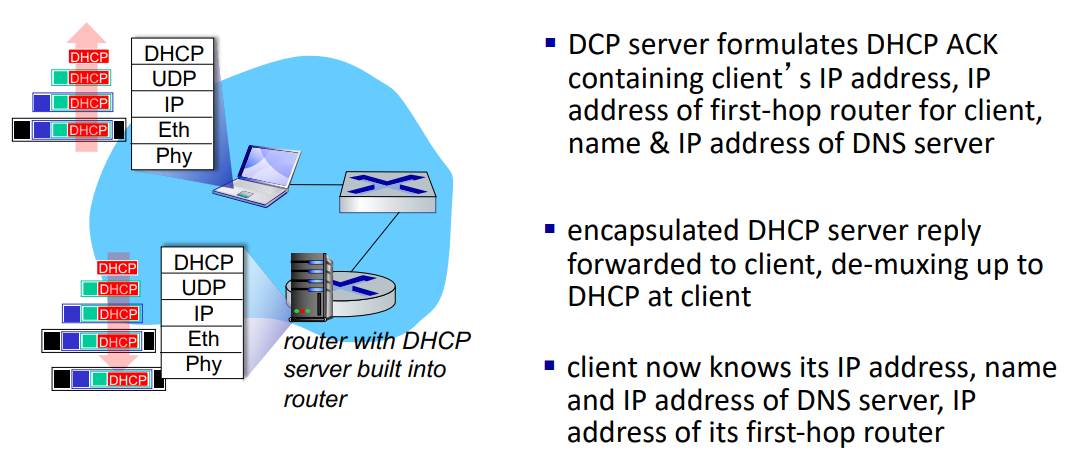 DHCP
DHCP
DHCP
DHCP
DHCP
UDP
IP
Eth
Phy
DHCP
DHCP
DHCP
DHCP
DHCP
DHCP
UDP
IP
Eth
Phy
router with DHCP
server built into
router
▪ DCP server formulates DHCP ACK
containing client’s IP address, IP
address of first-hop router for client,
name & IP address of DNS server
▪ encapsulated DHCP server reply
forwarded to client, de-muxing up to
DHCP at client
▪ client now knows its IP address, name
and IP address of DNS server, IP
address of its first-hop router